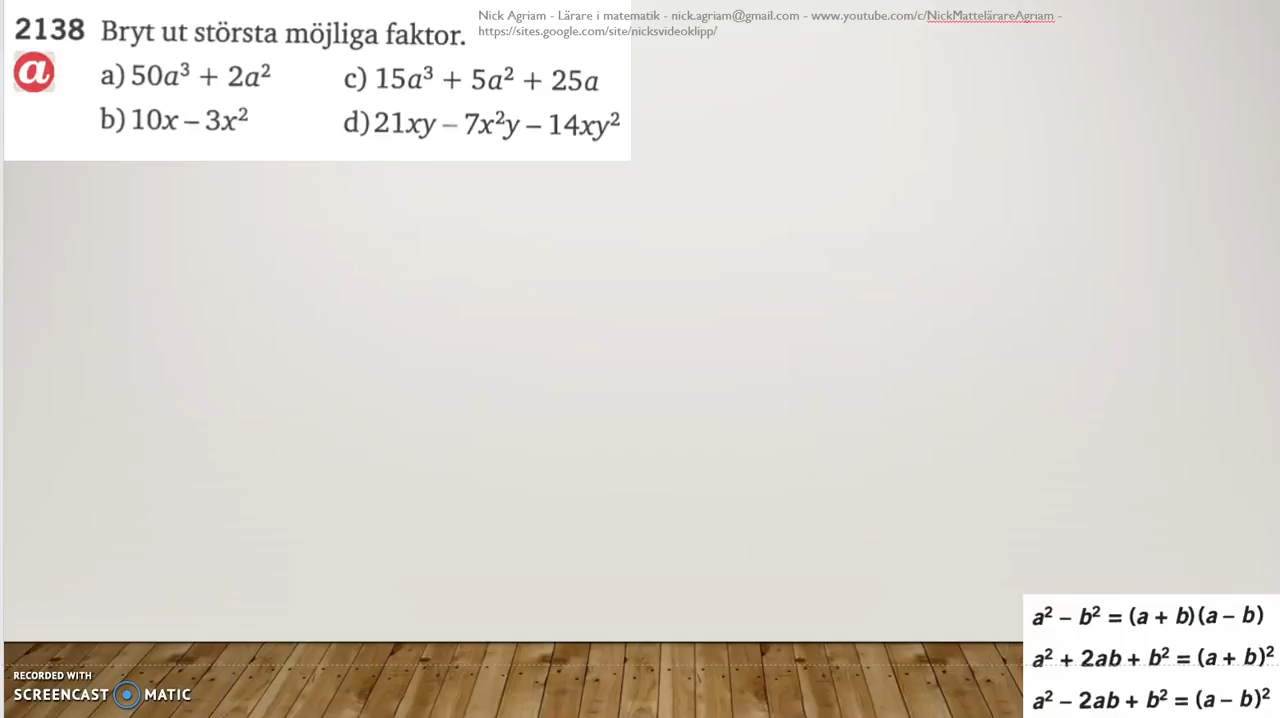 2138 Bryt ut största möjliga faktor.
Nick Agriam - Lärare i matematik - nick.agriam@gmail.com - www.youtube.com/c/NickMattelärareAgriam -
https://sites.google.com/site/nicksvideoklipp/
a
a) 50a³ + 2a²
c) 15a³ + 5a² + 25a
b) 10x – 3x²
d) 21xy – 7x²y – 14xy²
a² – b² = (a + b)(a – b)
a² + 2ab + b² = (a + b)²
a² – 2ab + b² = (a – b)²
RECORDED WITH
SCREENCAST MATIC